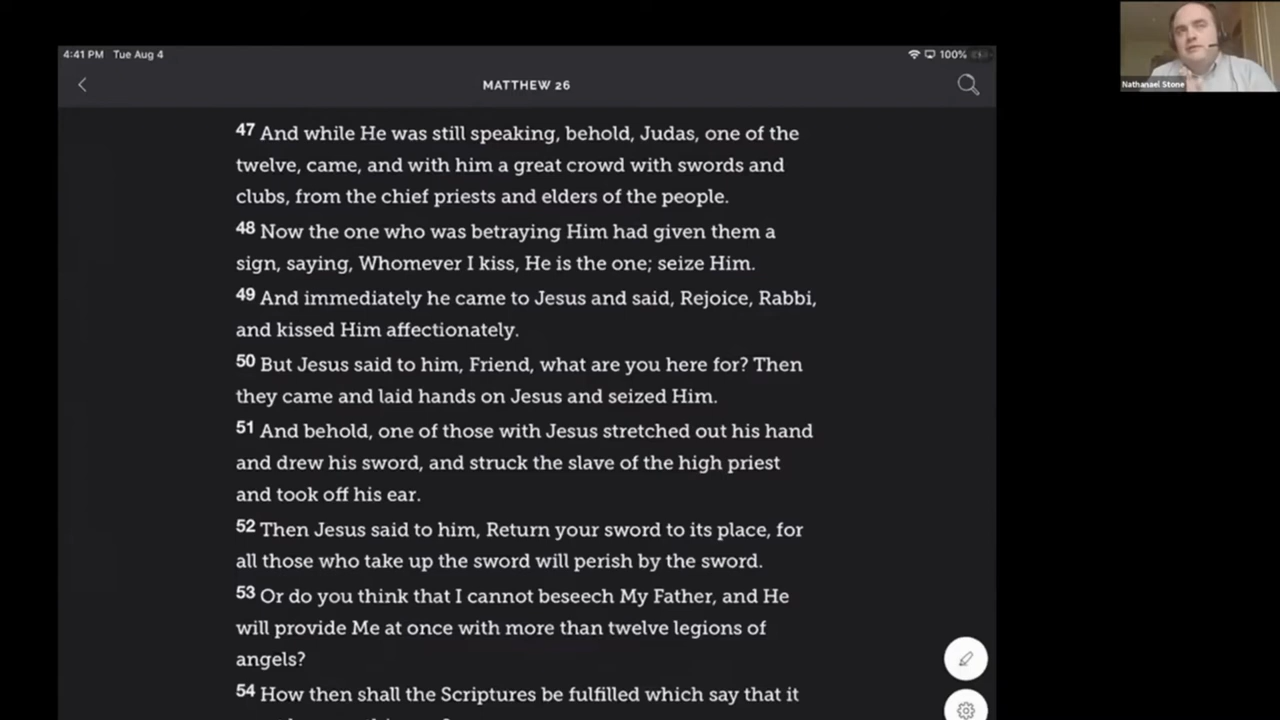 4:41 PM Tue Aug 4
100%
MATTHEW 26
Nathanael Stone
47 And while He was still speaking, behold, Judas, one of the
twelve, came, and with him a great crowd with swords and
clubs, from the chief priests and elders of the people.
48 Now the one who was betraying Him had given them a
sign, saying, Whomever I kiss, He is the one; seize Him.
49 And immediately he came to Jesus and said, Rejoice, Rabbi,
and kissed Him affectionately.
50 But Jesus said to him, Friend, what are you here for? Then
they came and laid hands on Jesus and seized Him.
51 And behold, one of those with Jesus stretched out his hand
and drew his sword, and struck the slave of the high priest
and took off his ear.
52 Then Jesus said to him, Return your sword to its place, for
all those who take up the sword will perish by the sword.
53 Or do you think that I cannot beseech My Father, and He
will provide Me at once with more than twelve legions of
angels?
54 How then shall the Scriptures be fulfilled which say that it